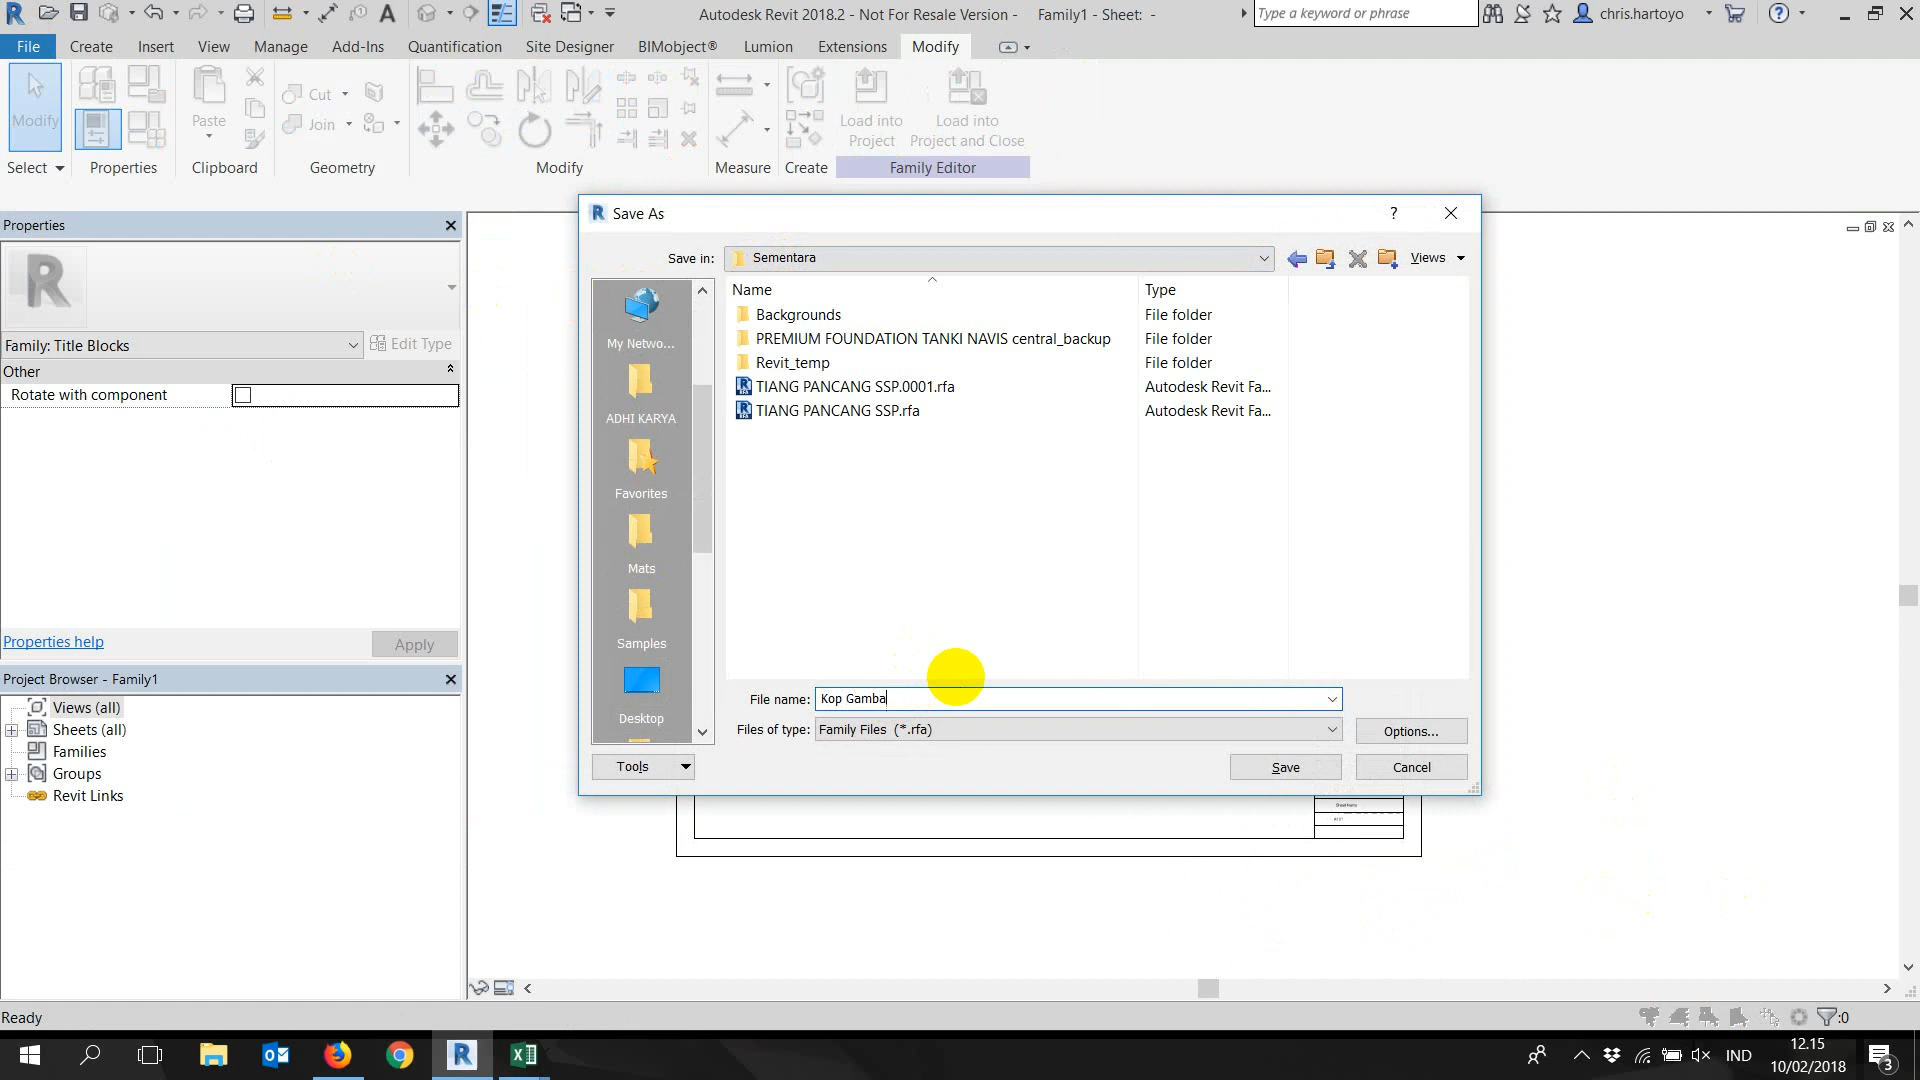 Autodesk Revit 2018.2 - Not For Resale Version - Family1 - Sheet: -
Type a keyword or phrase
chris.hartoyo
File
Create
Insert
View
Manage
Add-Ins
Quantification
Site Designer
BIMobject®
Lumion
Extensions
Modify
Modify
Paste
Cut
Join
Load into
Project
Load into
Project and Close
Select
Properties
Clipboard
Geometry
Modify
Measure
Create
Family Editor
Properties
Family: Title Blocks
Edit Type
Other
Rotate with component
Properties help
Apply
Project Browser - Family1
Views (all)
Sheets (all)
Families
Groups
Revit Links
Save As
Save in:
Sementara
Views
Name
Type
Backgrounds
File folder
PREMIUM FOUNDATION TANKI NAVIS central_backup
File folder
Revit_temp
File folder
TIANG PANCANG SSP.0001.rfa
Autodesk Revit Fa...
TIANG PANCANG SSP.rfa
Autodesk Revit Fa...
My Netwo...
ADHI KARYA
Favorites
Mats
Samples
Desktop
File name:
Kop Gamba
Files of type:
Family Files (*.rfa)
Options...
Tools
Save
Cancel
Ready
:0
IND
12.15
10/02/2018
3